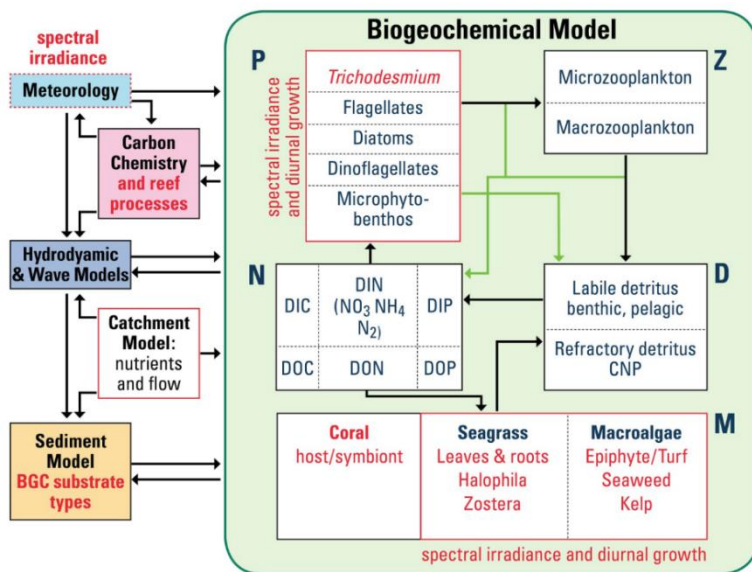 spectral
irradiance
Meteorology
Carbon
Chemistry
and reef
processes
Hydrodyamic
& Wave Models
Catchment
Model:
nutrients
and flow
Sediment
Model
BGC substrate
types
Biogeochemical Model
P
spectral irradiance
and diurnal growth
Trichodesmium
Flagellates
Diatoms
Dinoflagellates
Microphyto-
benthos
Z
Microzooplankton
Macrozooplankton
N
DIC
DIN
(NO3 NH4
N2)
DIP
DOC
DON
DOP
D
Labile detritus
benthic, pelagic
Refractory detritus
CNP
M
Coral
host/symbiont
Seagrass
Leaves & roots
Halophila
Zostera
Macroalgae
Epiphyte/Turf
Seaweed
Kelp
spectral irradiance and diurnal growth